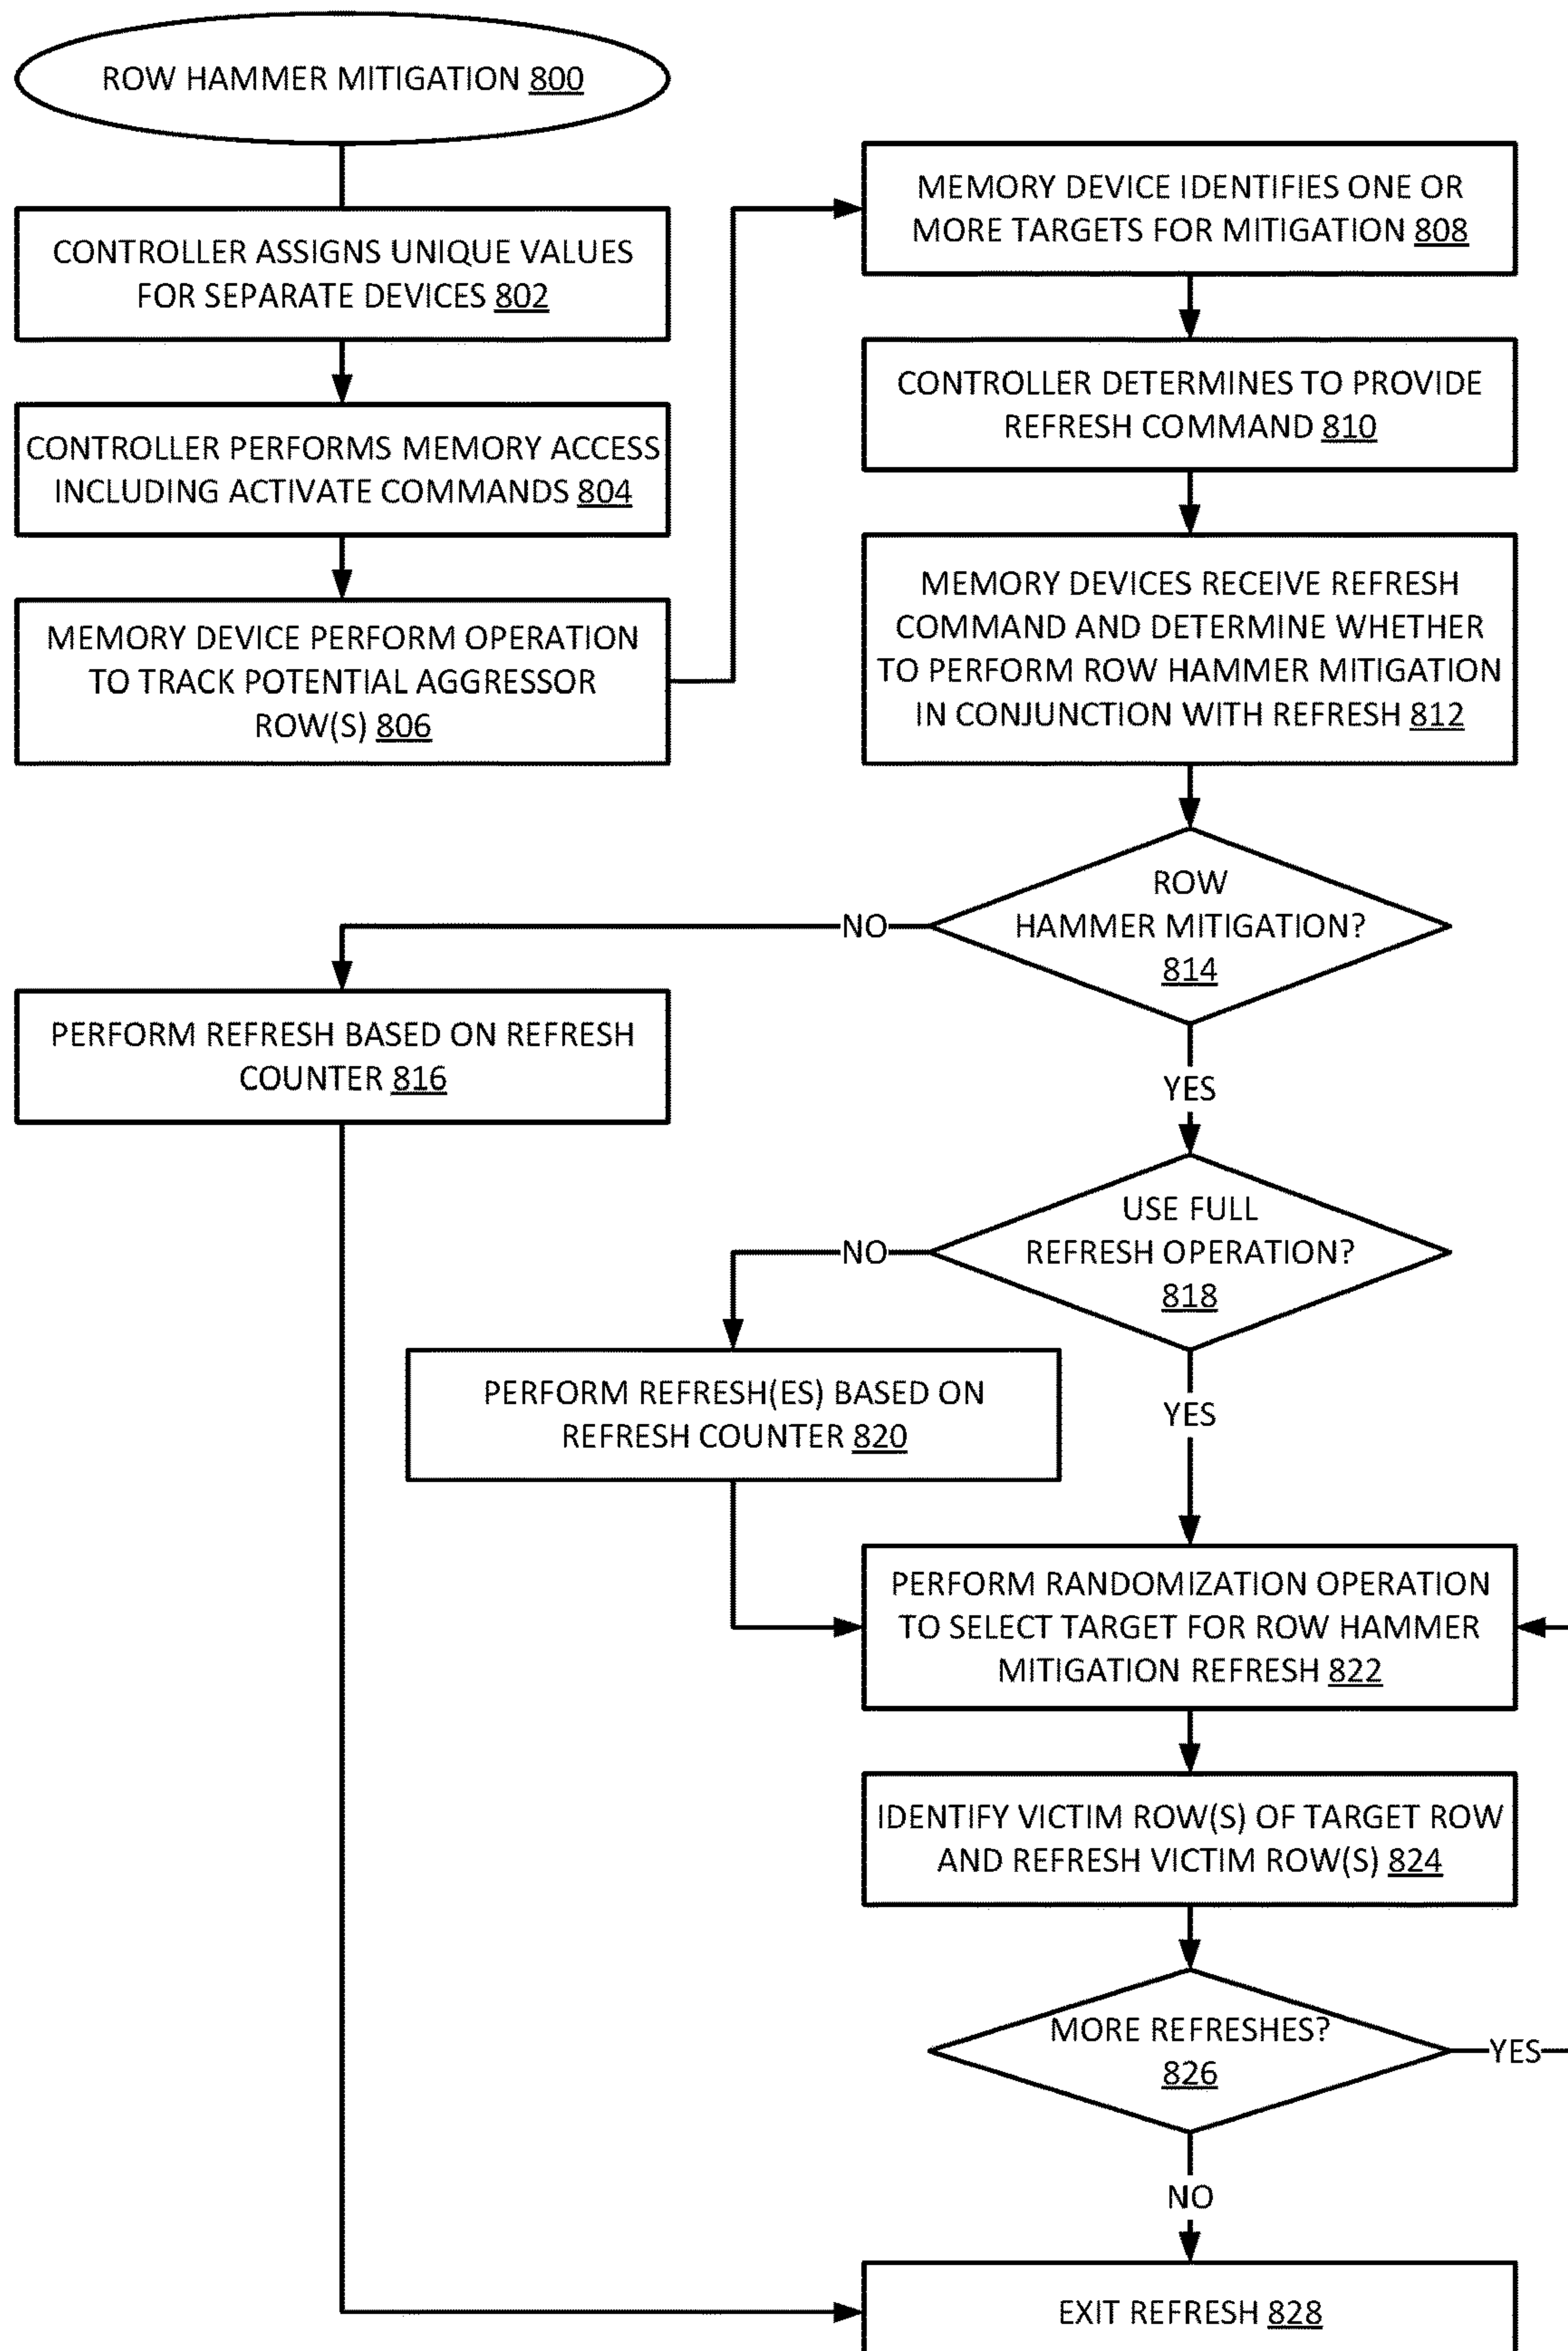 ROW HAMMER MITIGATION 800
CONTROLLER ASSIGNS UNIQUE VALUES
FOR SEPARATE DEVICES 802
CONTROLLER PERFORMS MEMORY ACCESS
INCLUDING ACTIVATE COMMANDS 804
MEMORY DEVICE PERFORM OPERATION
TO TRACK POTENTIAL AGGRESSOR
ROW(S) 806
MEMORY DEVICE IDENTIFIES ONE OR
MORE TARGETS FOR MITIGATION 808
CONTROLLER DETERMINES TO PROVIDE
REFRESH COMMAND 810
MEMORY DEVICES RECEIVE REFRESH
COMMAND AND DETERMINE WHETHER
TO PERFORM ROW HAMMER MITIGATION
IN CONJUNCTION WITH REFRESH 812
ROW
HAMMER MITIGATION?
814
NO
PERFORM REFRESH BASED ON REFRESH
COUNTER 816
YES
USE FULL
REFRESH OPERATION?
818
NO
PERFORM REFRESH(ES) BASED ON
REFRESH COUNTER 820
YES
PERFORM RANDOMIZATION OPERATION
TO SELECT TARGET FOR ROW HAMMER
MITIGATION REFRESH 822
IDENTIFY VICTIM ROW(S) OF TARGET ROW
AND REFRESH VICTIM ROW(S) 824
MORE REFRESHES?
826
YES
NO
EXIT REFRESH 828